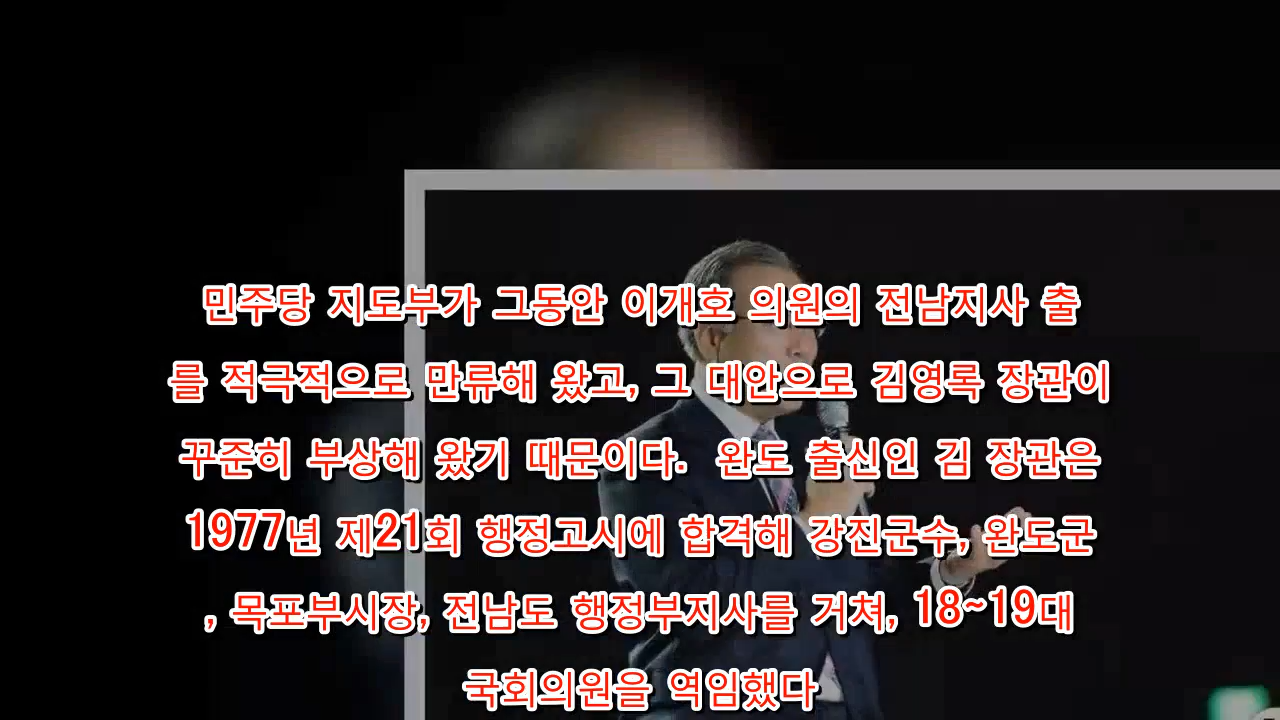 민주당 지도부가 그동안 이개호 의원의 전남지사 출
를 적극적으로 만류해 왔고, 그 대안으로 김영록 장관이
꾸준히 부상해 왔기 때문이다. 완도 출신인 김 장관은
1977년 제21회 행정고시에 합격해 강진군수, 완도군
, 목포부시장, 전남도 행정부지사를 거쳐, 18~19대
국회의원을 역임했다